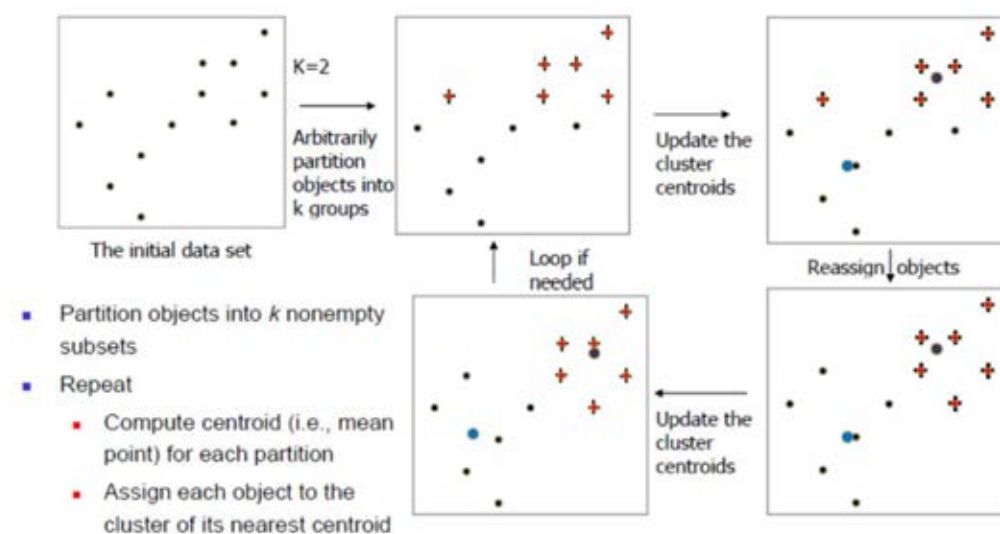 K=2
Arbitrarily
partition
objects into
k groups
The initial data set
Update the
cluster
centroids
Reassign objects
Loop if
needed
Update the
cluster
centroids
Partition objects into k nonempty
subsets
Repeat
Compute centroid (i.e., mean
point) for each partition
Assign each object to the
cluster of its nearest centroid